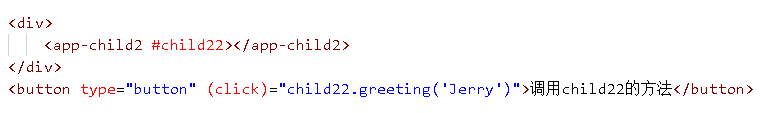 <div>
<app-child2 #child22></app-child2>
</div>
<button type="button" (click)="child22.greeting('Jerry')">调用child22的方法</button>